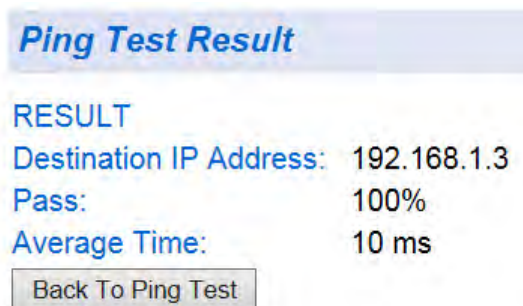 Ping Test Result
RESULT
Destination IP Address: 192.168.1.3
Pass: 100%
Average Time: 10 ms
Back To Ping Test